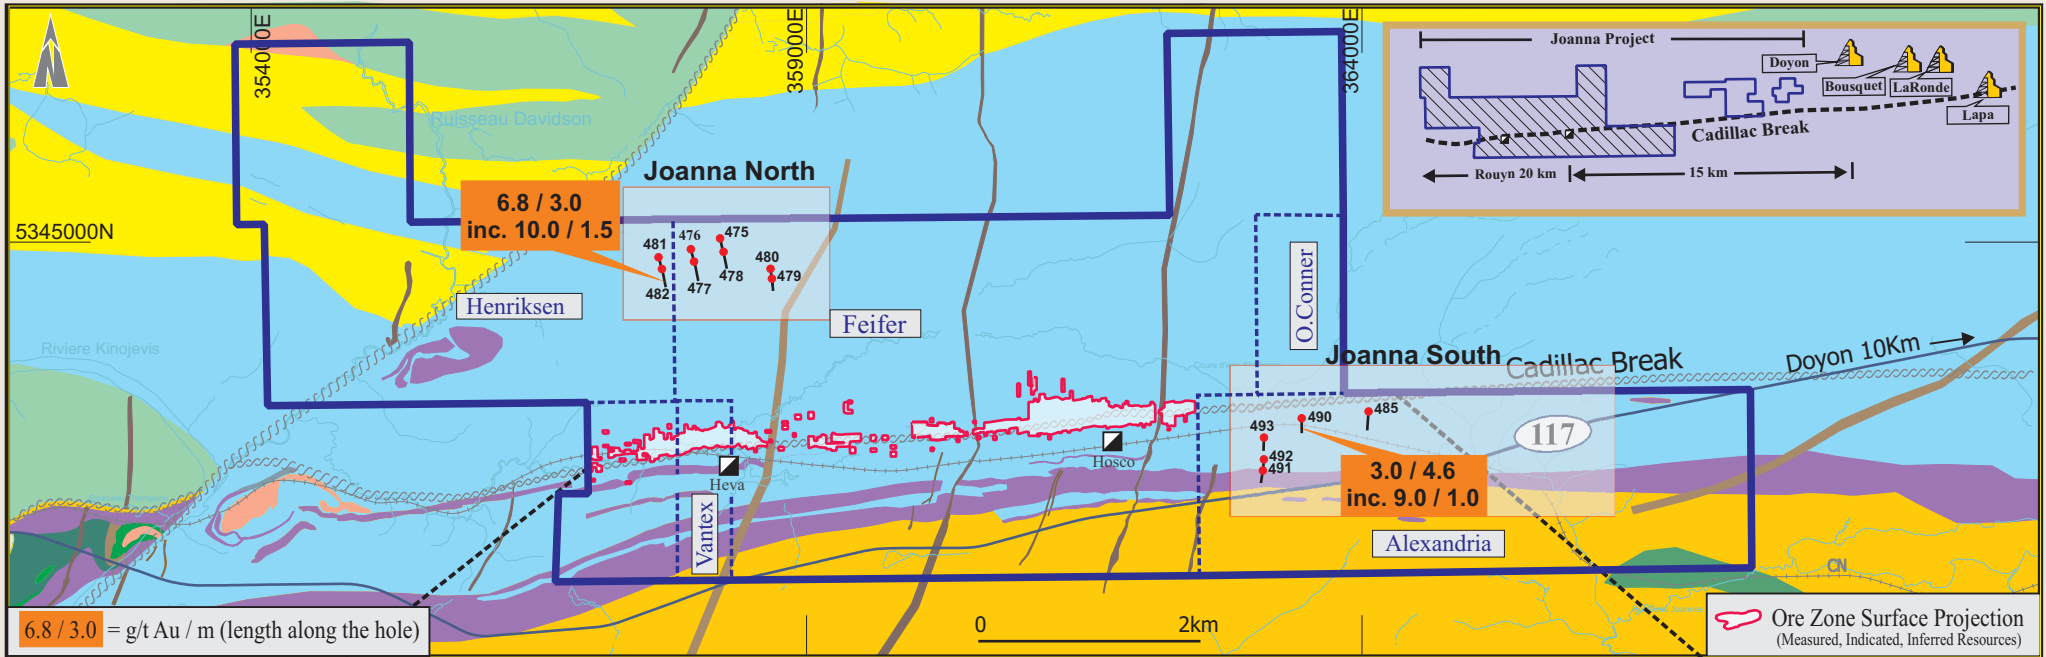 354000E
359000E
364000E
Joanna Project
Doyon
Bousquet
LaRonde
Lapa
Cadillac Break
Rouyn 20 km
15 km
Ruisseau Davidson
Joanna North
6.8 / 3.0
inc. 10.0 / 1.5
5345000N
481
476
475
480
482
477
478
479
Henriksen
Feifer
O.Conner
Riviere Kinojevis
Joanna South
Cadillac Break
Doyon 10Km
117
493
490
485
492
491
3.0 / 4.6
inc. 9.0 / 1.0
Heva
Hosco
Vantex
Alexandria
CN
6.8 / 3.0 = g/t Au / m (length along the hole)
0 2km
Ore Zone Surface Projection
(Measured, Indicated, Inferred Resources)